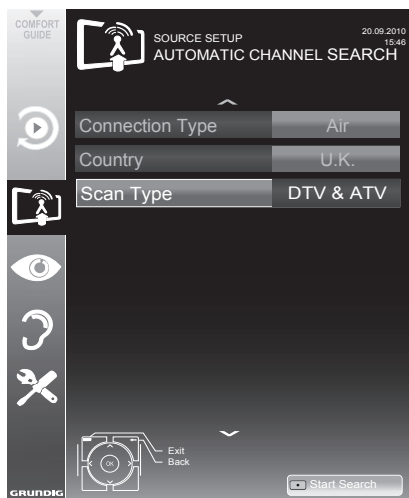 COMFORT
GUIDE
SOURCE SETUP
20.09.2010
15:46
AUTOMATIC CHANNEL SEARCH
Connection Type
Air
Country
U.K.
Scan Type
DTV & ATV
OK
Exit
Back
Start Search
GRUNDIG